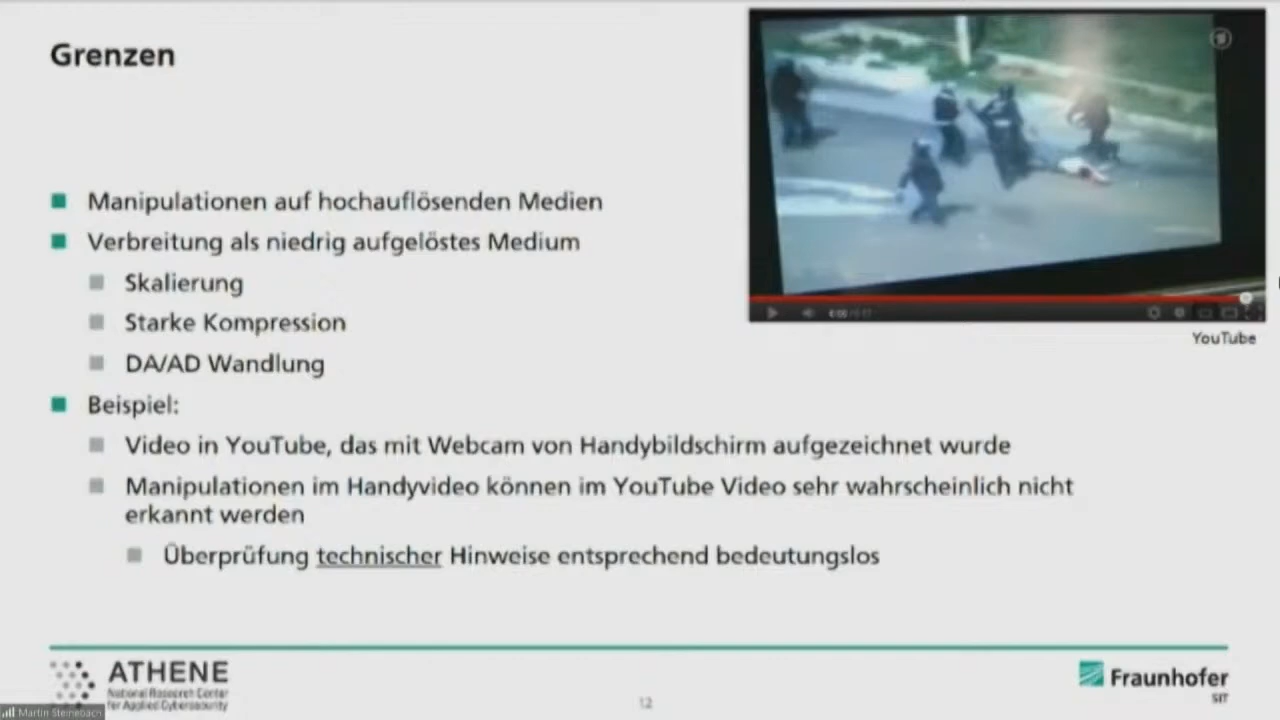 Grenzen
Manipulationen auf hochauflösenden Medien
Verbreitung als niedrig aufgelöstes Medium
Skalierung
Starke Kompression
DA/AD Wandlung
Beispiel:
Video in YouTube, das mit Webcam von Handybildschirm aufgezeichnet wurde
Manipulationen im Handyvideo können im YouTube Video sehr wahrscheinlich nicht
erkannt werden
Überprüfung technischer Hinweise entsprechend bedeutungslos
YouTube
ATHENE
National Research Center
for Applied Cybersecurity
12
Fraunhofer
SIT
Martin Steinebach